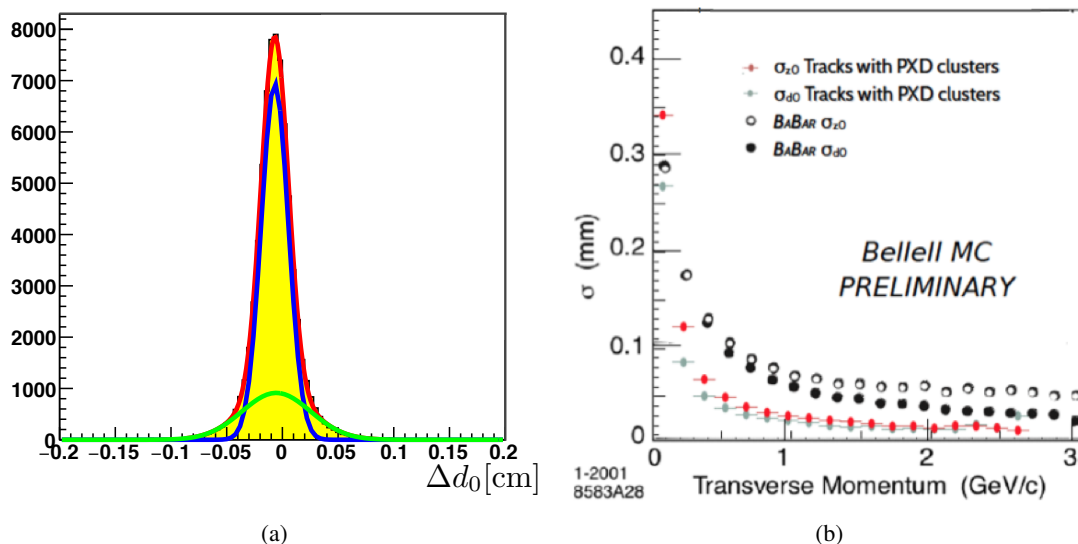 8000
7000
6000
5000
4000
3000
2000
1000
0
−0.2 −0.15 −0.1 −0.05 0 0.05 0.1 0.15 0.2
Δd0[cm]
(a)
0.4
0.3
0.2
0.1
0
σ (mm)
σz0 Tracks with PXD clusters
σd0 Tracks with PXD clusters
BABAR σz0
BABAR σd0
BelleII MC
PRELIMINARY
0 1 2 3
1-2001
8583A28
Transverse Momentum (GeV/c)
(b)